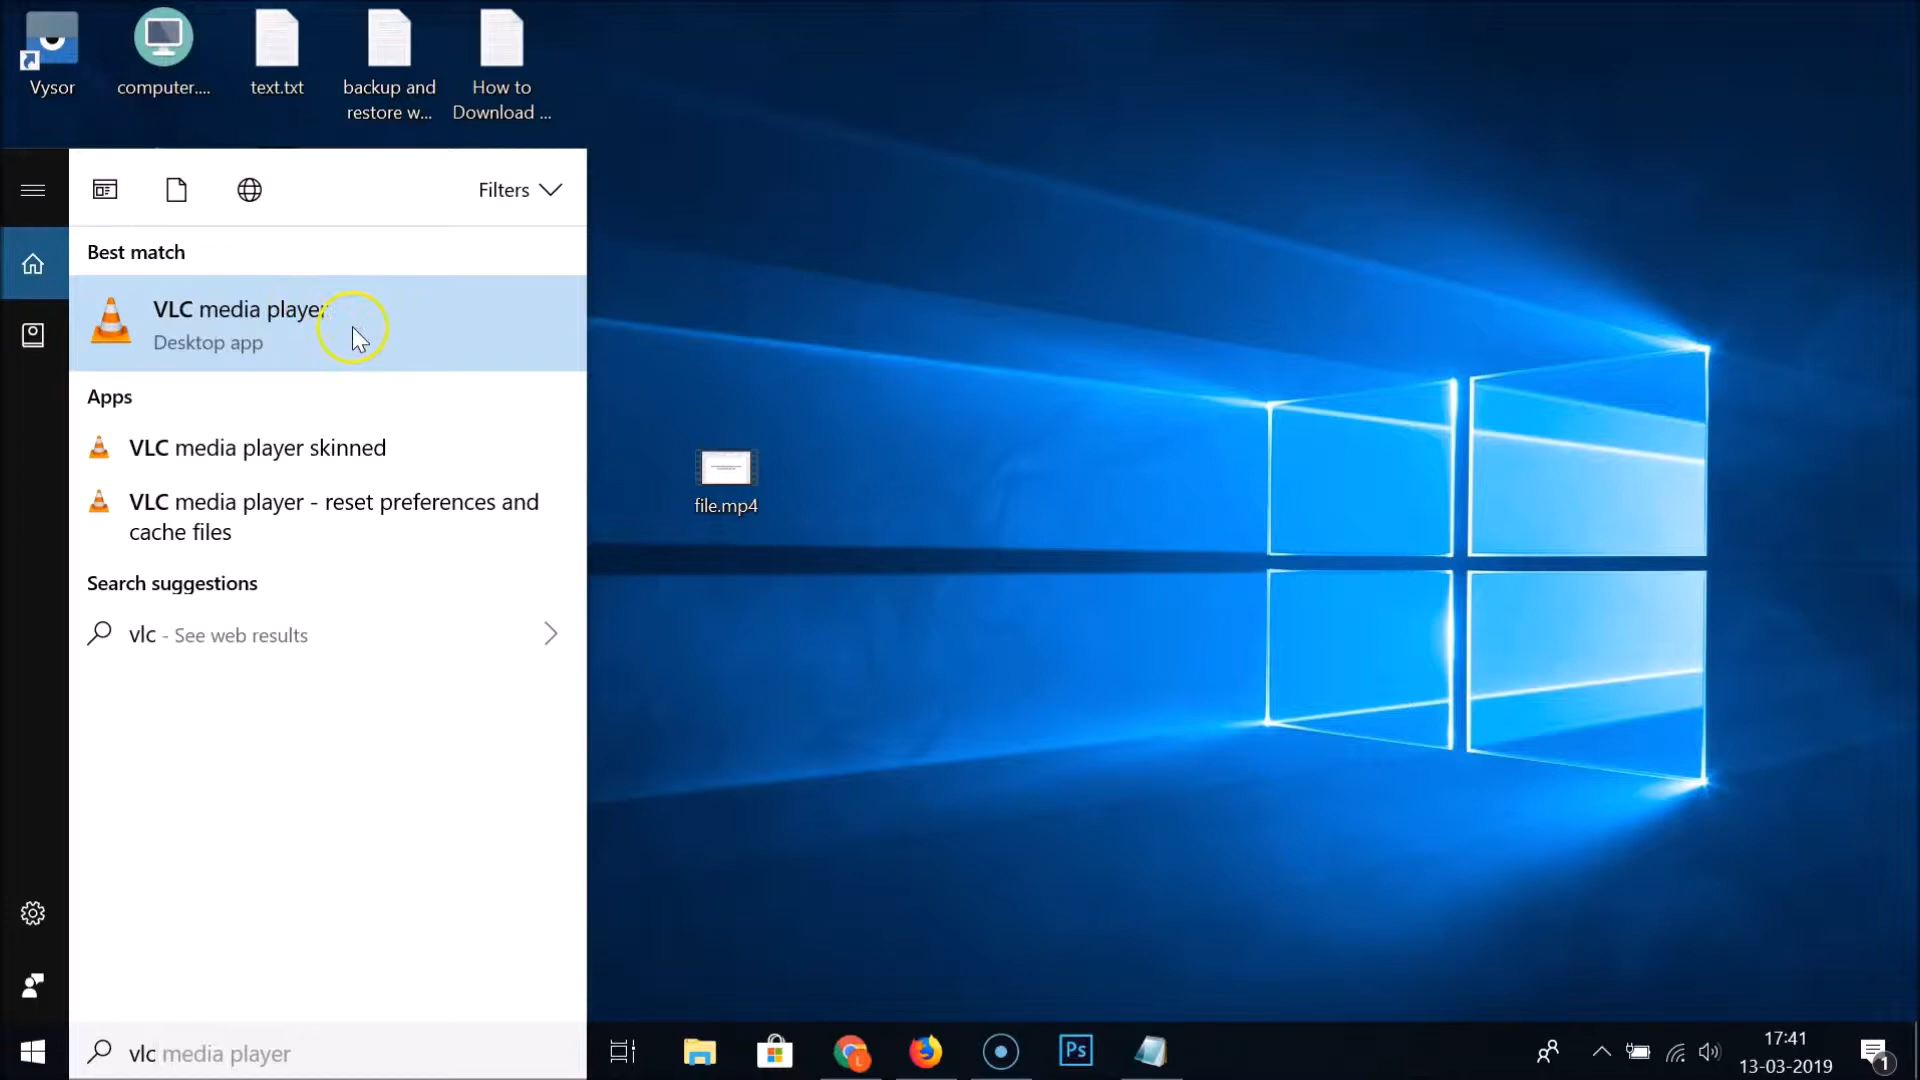 Vysor
computer....
text.txt
backup and
restore w...
How to
Download ...
Filters
Best match
VLC media player
Desktop app
Apps
VLC media player skinned
VLC media player - reset preferences and
cache files
Search suggestions
vlc - See web results
file.mp4
vlc media player
L
Ps
17:41
13-03-2019
1